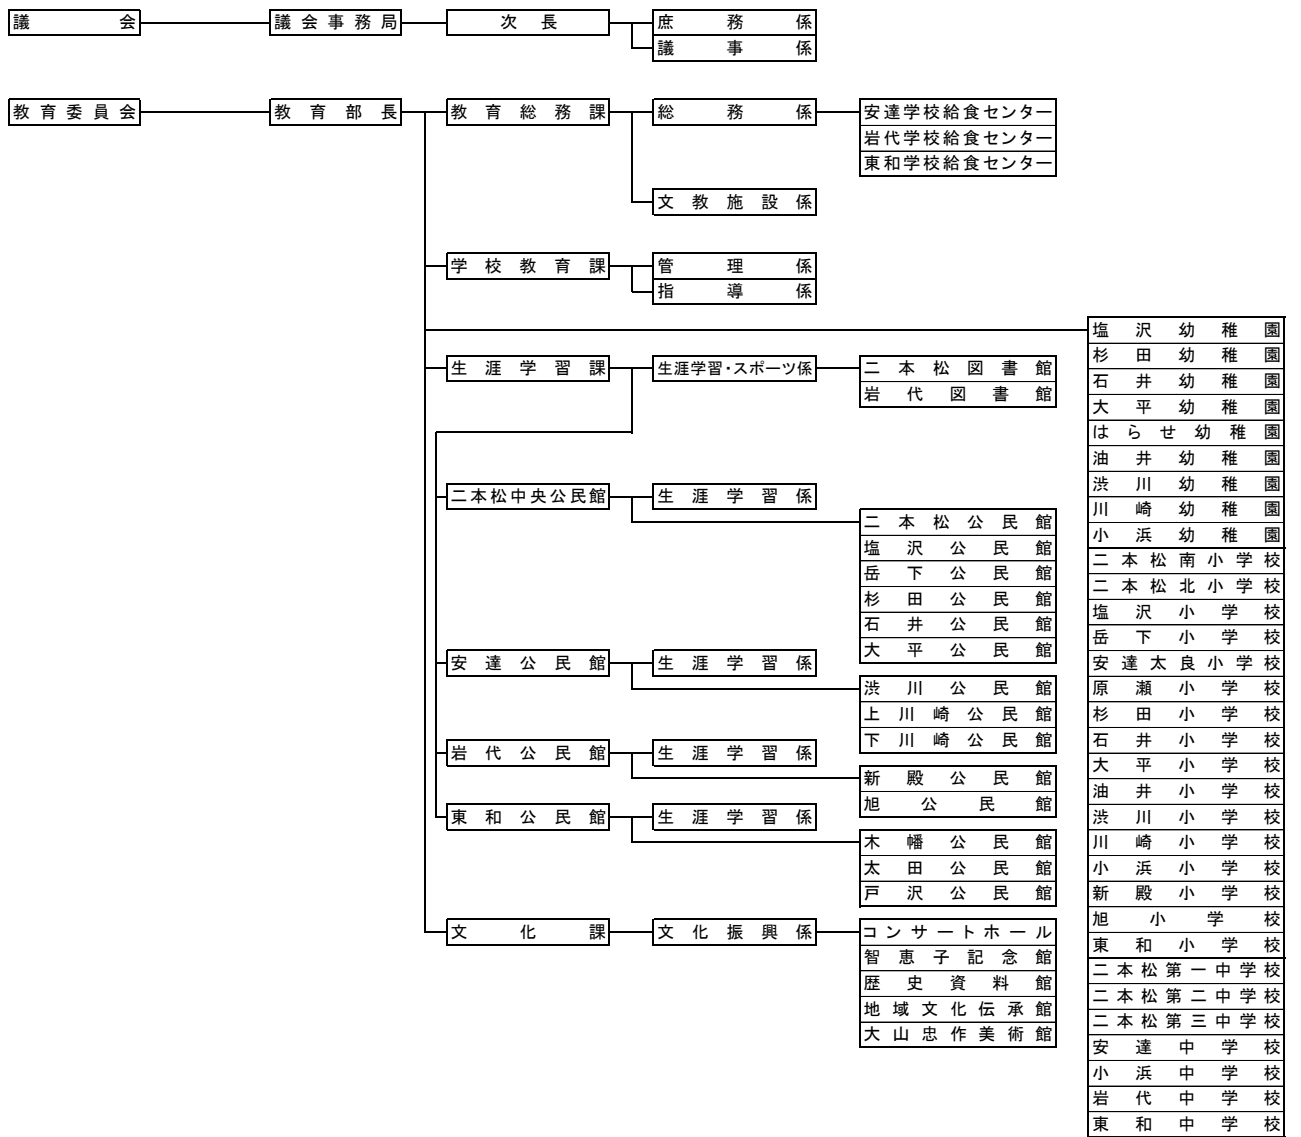 議会 議会事務局 次長 庶務係
議事係
教育委員会 教育部長 教育総務課 総務係 安達学校給食センター
岩代学校給食センター
東和学校給食センター
文教施設係
学校教育課 管理係
指導係
塩沢幼稚園
杉田幼稚園
石井幼稚園
大平幼稚園
はらせ幼稚園
油井幼稚園
渋川幼稚園
川崎幼稚園
小浜幼稚園
二本松南小学校
二本松北小学校
塩沢小学校
岳下小学校
安達太良小学校
原瀬小学校
杉田小学校
石井小学校
大平小学校
油井小学校
渋川小学校
川崎小学校
小浜小学校
新殿小学校
旭小学校
東和小学校
二本松第一中学校
二本松第二中学校
二本松第三中学校
安達中学校
小浜中学校
岩代中学校
東和中学校
生涯学習課 生涯学習・スポーツ係 二本松図書館
岩代図書館
二本松中央公民館 生涯学習係
二本松公民館
塩沢公民館
岳下公民館
杉田公民館
石井公民館
大平公民館
安達公民館 生涯学習係
渋川公民館
上川崎公民館
下川崎公民館
岩代公民館 生涯学習係
新殿公民館
旭公民館
東和公民館 生涯学習係
木幡公民館
太田公民館
戸沢公民館
文化課 文化振興係 コンサートホール
智恵子記念館
歴史資料館
地域文化伝承館
大山忠作美術館